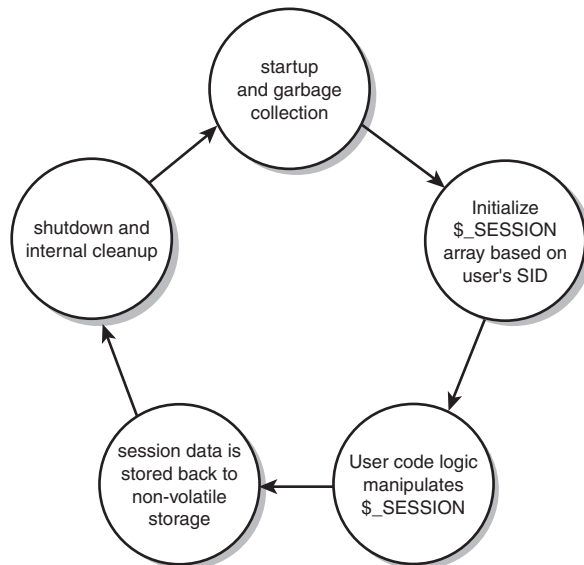 startup
and garbage
collection
Initialize
$_SESSION
array based on
user's SID
User code logic
manipulates
$_SESSION
session data is
stored back to
non-volatile
storage
shutdown and
internal cleanup